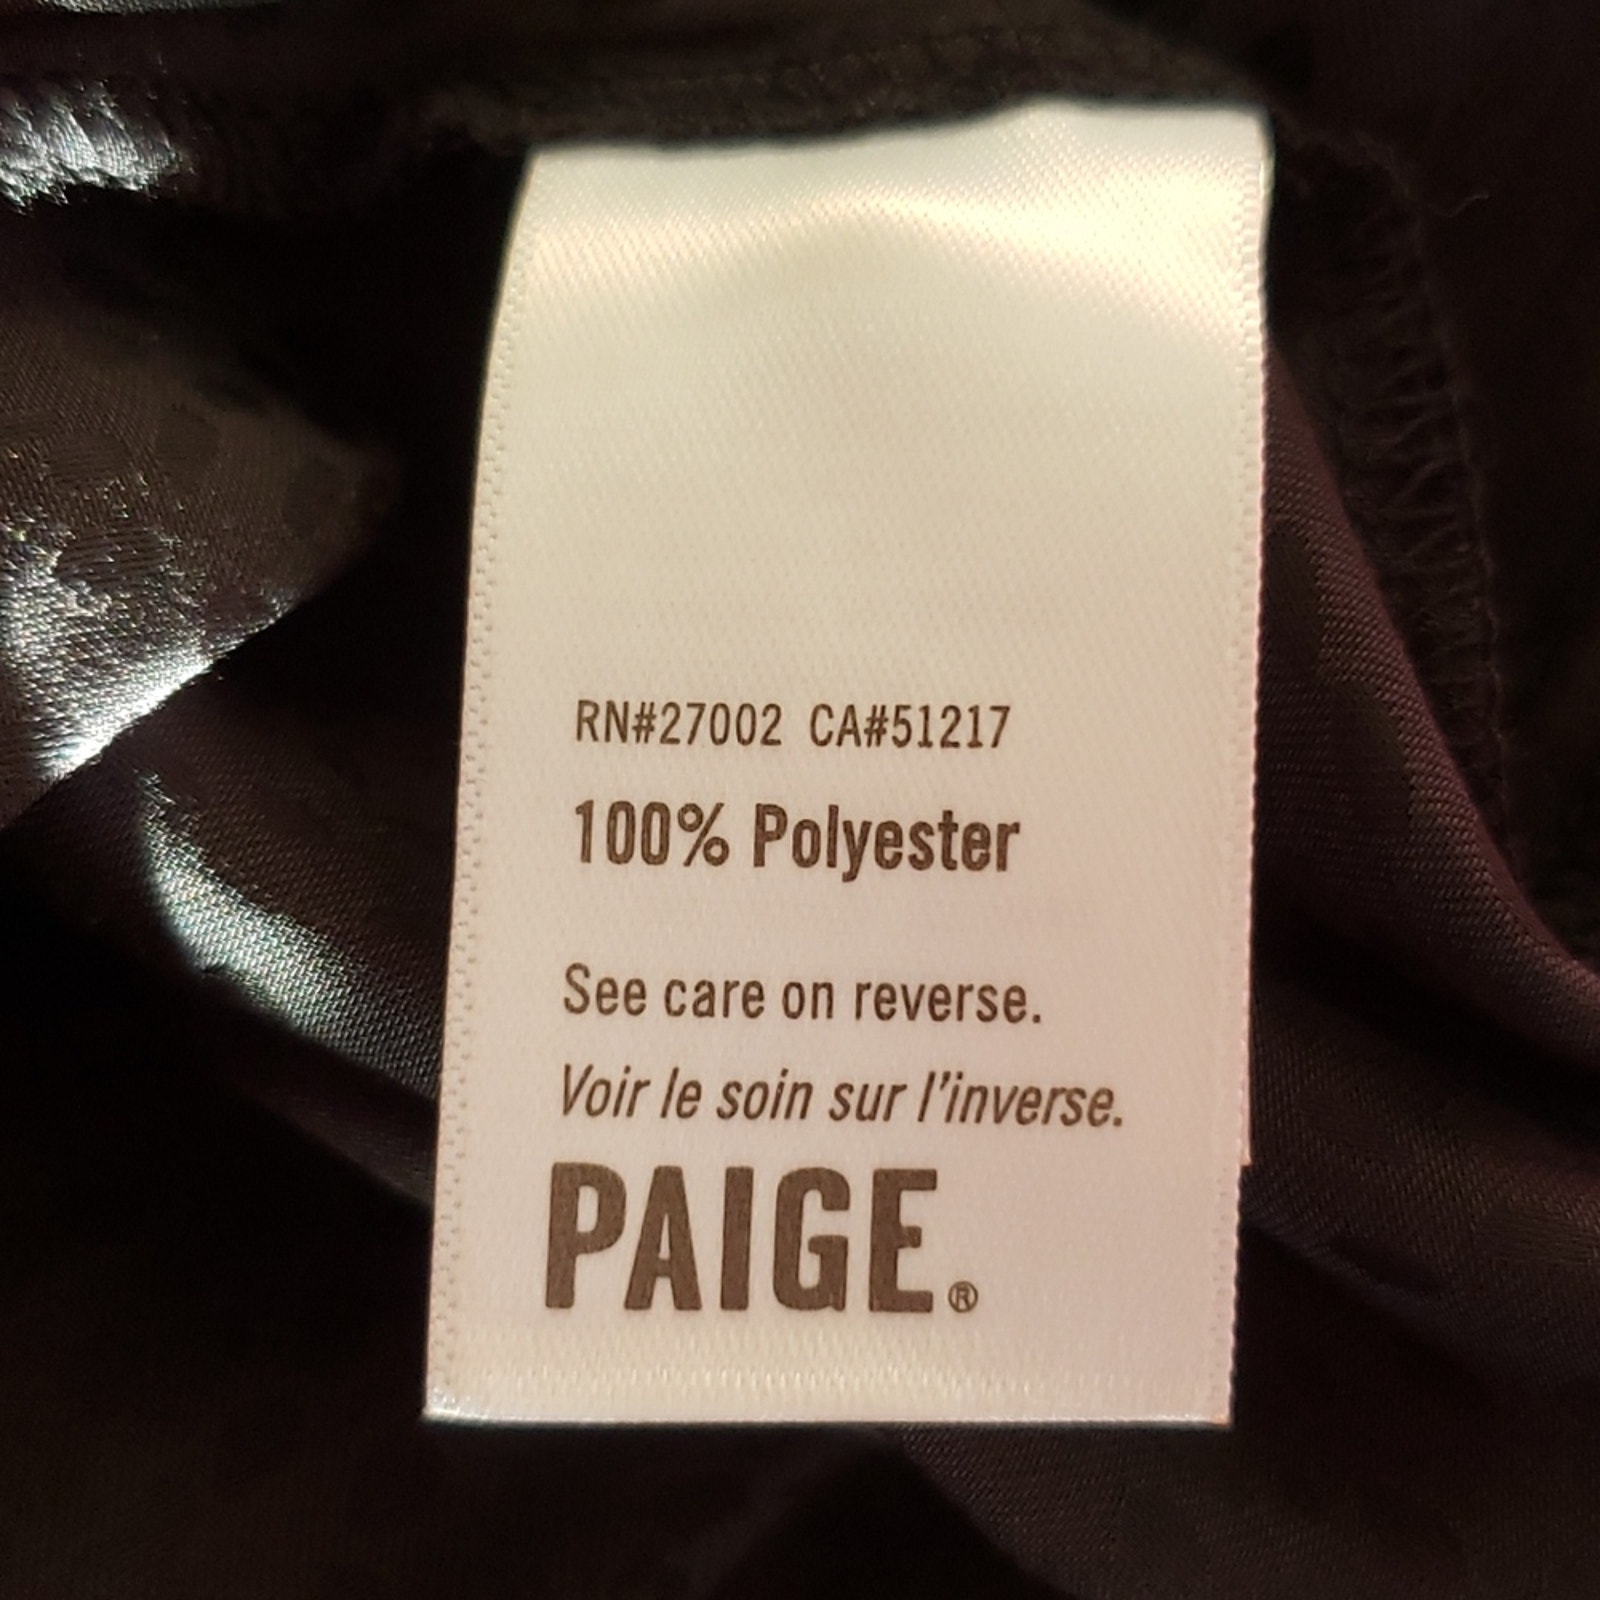 RN#27002 CA#51217
100% Polyester
See care on reverse.
Voir le soin sur l'inverse.
PAIGE®